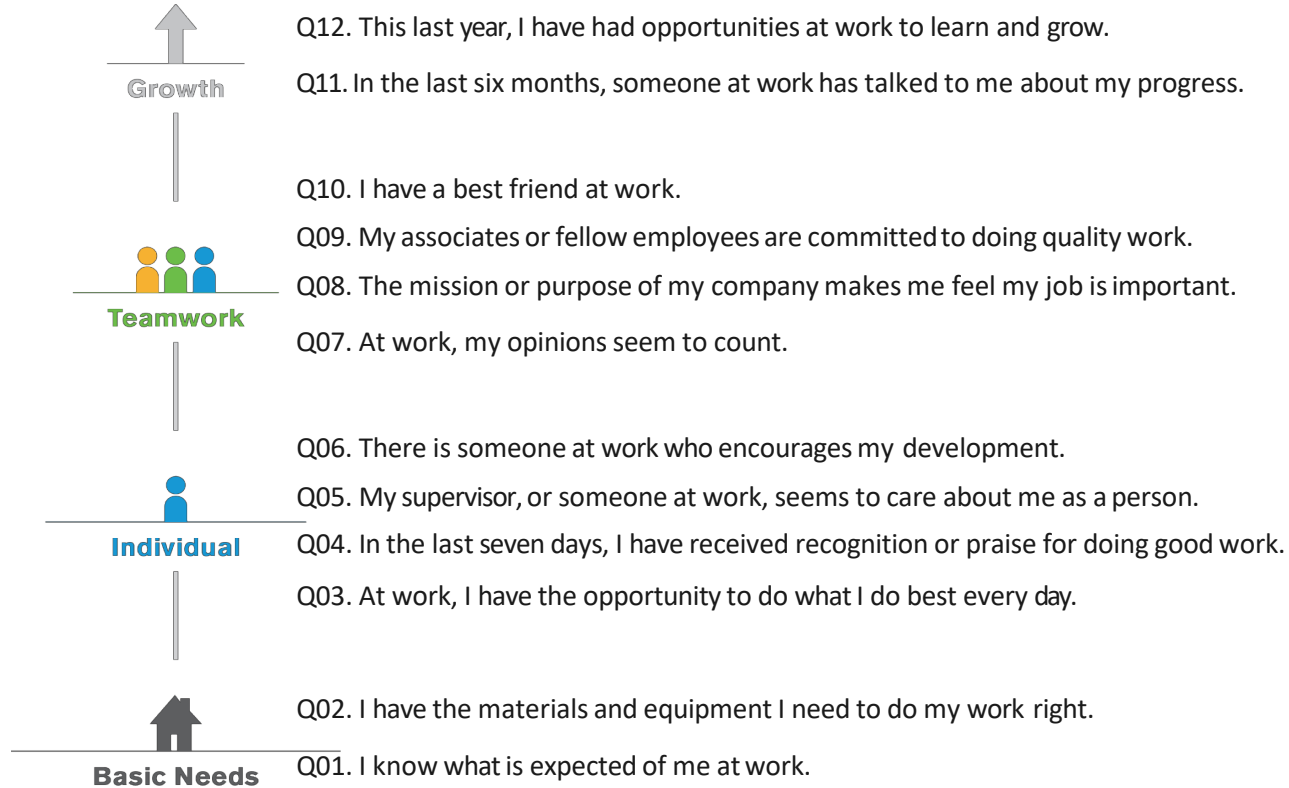 Q12. This last year, I have had opportunities at work to learn and grow.
Growth
Q11. In the last six months, someone at work has talked to me about my progress.
Q10. I have a best friend at work.
Q09. My associates or fellow employees are committed to doing quality work.
Q08. The mission or purpose of my company makes me feel my job is important.
Teamwork
Q07. At work, my opinions seem to count.
Q06. There is someone at work who encourages my development.
Q05. My supervisor, or someone at work, seems to care about me as a person.
Individual
Q04. In the last seven days, I have received recognition or praise for doing good work.
Q03. At work, I have the opportunity to do what I do best every day.
Q02. I have the materials and equipment I need to do my work right.
Basic Needs
Q01. I know what is expected of me at work.